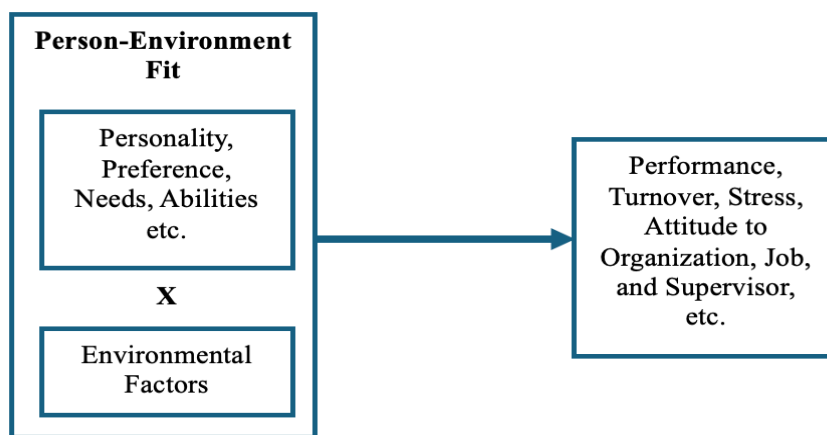 Person-Environment
Fit
Personality,
Preference,
Needs, Abilities
etc.
X
Environmental
Factors
Performance,
Turnover, Stress,
Attitude to
Organization, Job,
and Supervisor,
etc.